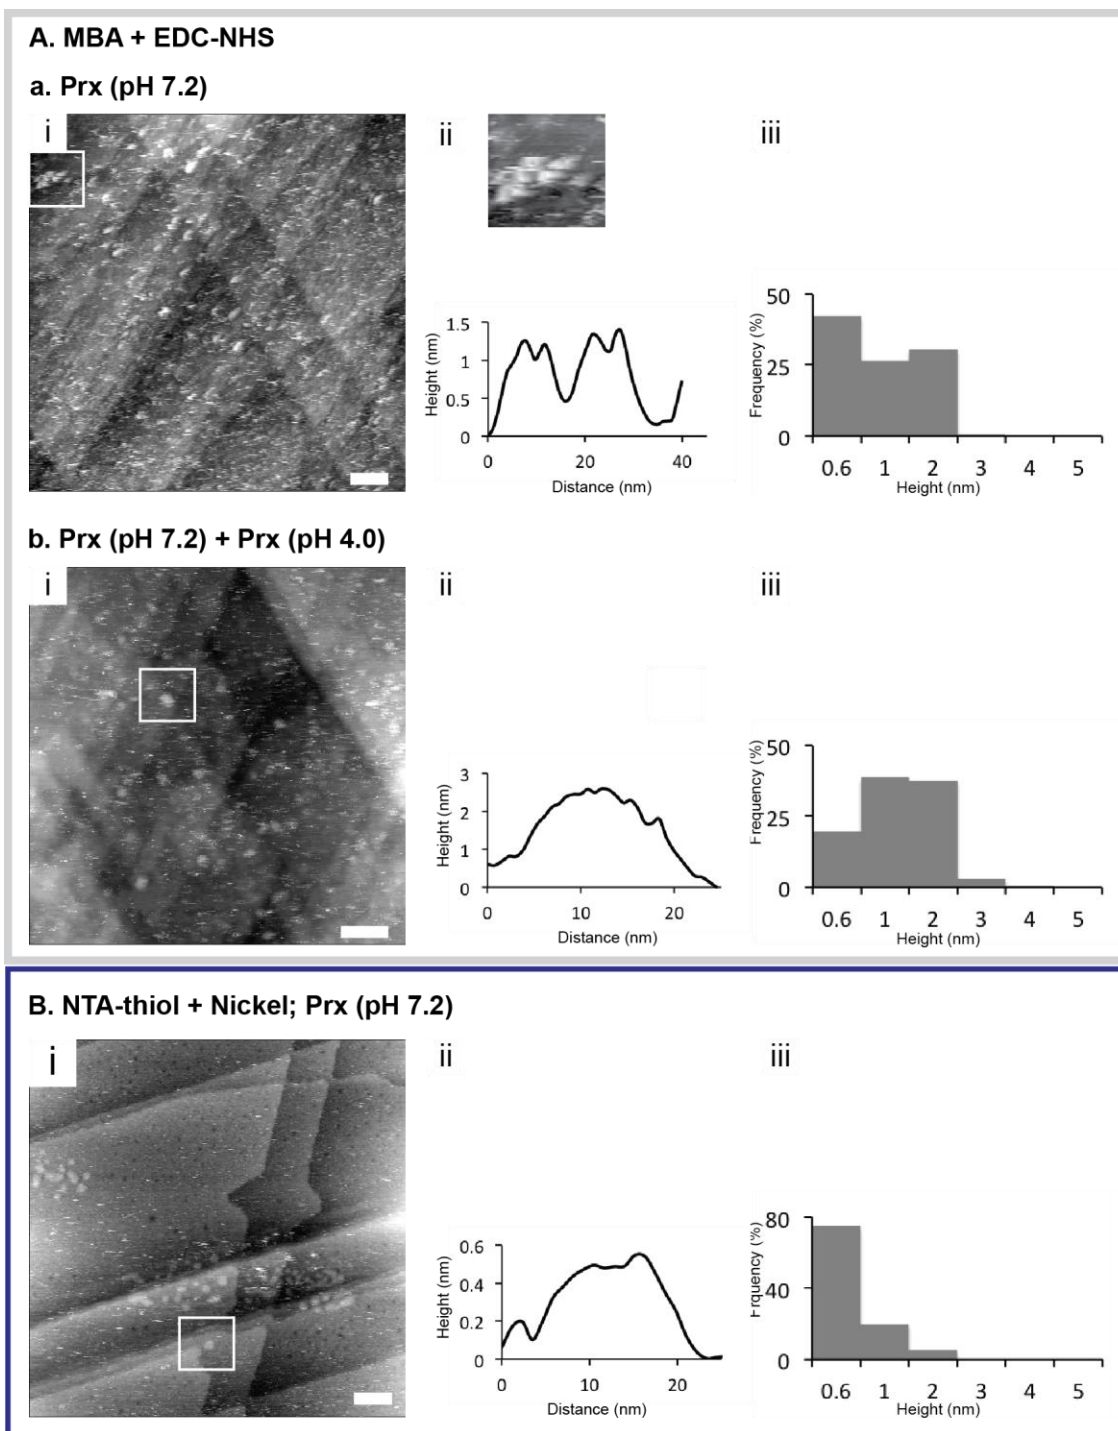 A. MBA + EDC-NHS
a. Prx (pH 7.2)
i
ii
iii
Height (nm)
1.5
1
0.5
0
0 20 40
Distance (nm)
Frequency (%)
50
25
0
0.6 1 2 3 4 5
Height (nm)
b. Prx (pH 7.2) + Prx (pH 4.0)
i
ii
iii
Height (nm)
3
2
1
0
0 10 20
Distance (nm)
Frequency (%)
50
25
0
0.6 1 2 3 4 5
Height (nm)
B. NTA-thiol + Nickel; Prx (pH 7.2)
i
ii
iii
Height (nm)
0.6
0.4
0.2
0
0 10 20
Distance (nm)
Frquency (%)
80
40
0
0.6 1 2 3 4 5
Height (nm)